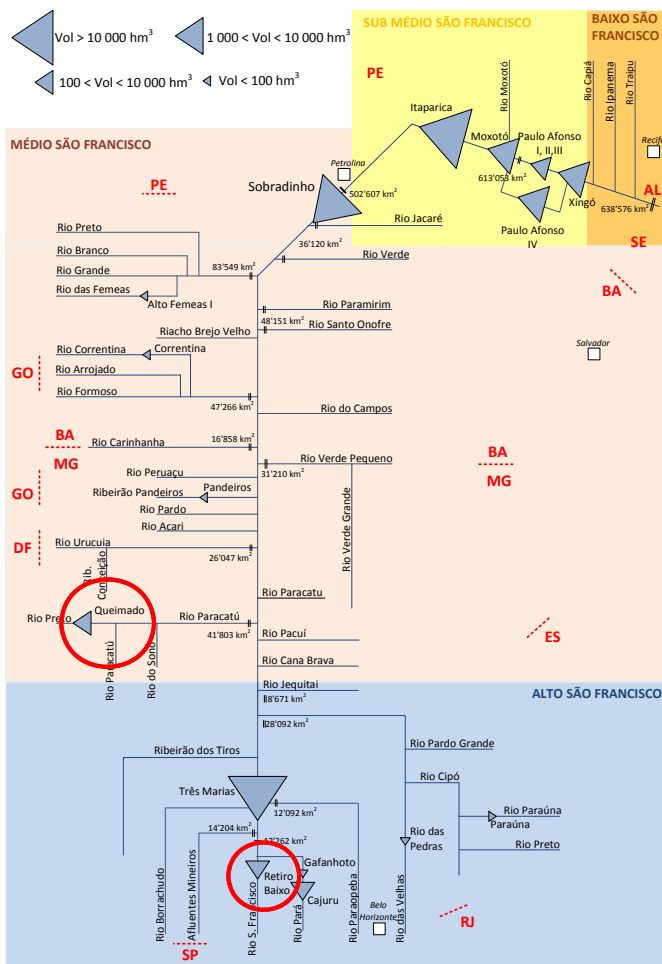 Vol > 10 000 hm³
1 000 < Vol < 10 000 hm³
100 < Vol < 10 000 hm³
Vol < 100 hm³
SUB MÉDIO SÃO FRANCISCO
BAIXO SÃO FRANCISCO
PE
Itaparica
Rio Moxotó
Rio Capiá
Rio Ipanema
Rio Traipu
Moxotó
Paulo Afonso I, II,III
Recife
MÉDIO SÃO FRANCISCO
Petrolina
613'053 km²
Xingó
AL
PE
Sobradinho
502'607 km²
638'576 km²
Paulo Afonso IV
SE
Rio Jacaré
Rio Preto
36'120 km²
Rio Branco
Rio Verde
Rio Grande
83'549 km²
BA
Rio das Femeas
Alto Femeas I
Rio Paramirim
48'151 km²
Rio Santo Onofre
Riacho Brejo Velho
Salvador
Rio Correntina
Correntina
GO
Rio Arrojado
Rio Formoso
47'266 km²
Rio do Campos
BA
Rio Carinhanha
16'858 km²
MG
Rio Verde Pequeno
BA
31'210 km²
MG
Rio Peruaçu
GO
Ribeirão Pandeiros
Pandeiros
Rio Pardo
Rio Acari
Rio Verde Grande
DF
Rio Urucuia
26'047 km²
Rib. Conceição
Rio Paracatu
Queimado
Rio Preto
Rio Paracatú
41'803 km²
Rio Paracatú
Rio do Sono
Rio Pacuí
ES
Rio Cana Brava
Rio Jequitai
8'671 km²
ALTO SÃO FRANCISCO
28'092 km²
Ribeirão dos Tiros
Rio Pardo Grande
Três Marias
Rio Cipó
12'092 km²
Rio Paraúna
Paraúna
14'204 km²
Rio das Pedras
Rio Preto
Gafanhoto
Retiro Baixo
Cajuru
Rio Borrachudo
Afluentes Mineiros
Rio S. Francisco
Rio Pará
Rio Paraopeba
Belo Horizonte
Rio das Velhas
RJ
SP